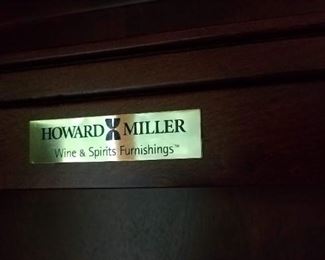 HOWARD MILLER
Wine & Spirits Furnishings™